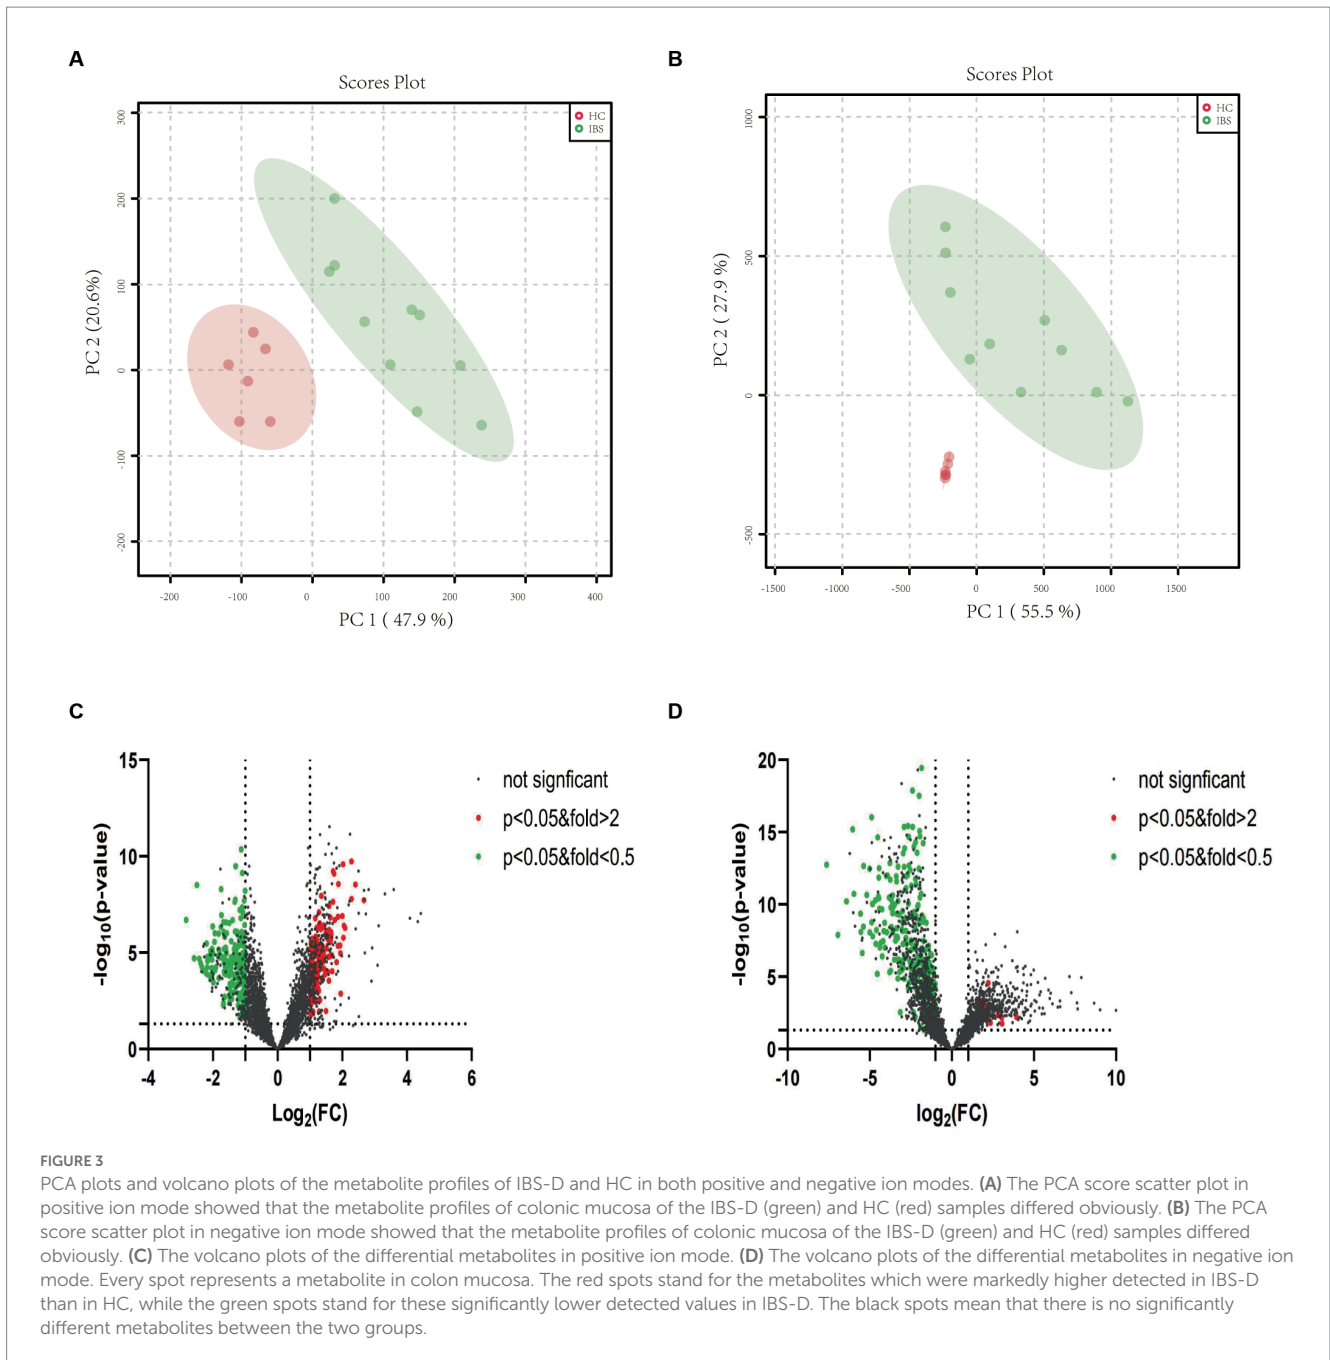 A
Scores Plot
HC
IBS
300
200
100
0
-100
-200
PC 2 (20.6%)
-200
-100
0
100
200
300
400
PC 1 ( 47.9 %)
B
Scores Plot
HC
IBS
1000
500
0
-500
PC 2 ( 27.9 %)
-1500
-1000
-500
0
500
1000
1500
PC 1 ( 55.5 %)
C
15
10
5
0
-log10(p-value)
-4
-2
0
2
4
6
Log2(FC)
not signficant
p<0.05&fold>2
p<0.05&fold<0.5
D
20
15
10
5
0
-log10(p-value)
-10
-5
0
5
10
log2(FC)
not signficant
p<0.05&fold>2
p<0.05&fold<0.5
FIGURE 3
PCA plots and volcano plots of the metabolite profiles of IBS-D and HC in both positive and negative ion modes. (A) The PCA score scatter plot in
positive ion mode showed that the metabolite profiles of colonic mucosa of the IBS-D (green) and HC (red) samples differed obviously. (B) The PCA
score scatter plot in negative ion mode showed that the metabolite profiles of colonic mucosa of the IBS-D (green) and HC (red) samples differed
obviously. (C) The volcano plots of the differential metabolites in positive ion mode. (D) The volcano plots of the differential metabolites in negative ion
mode. Every spot represents a metabolite in colon mucosa. The red spots stand for the metabolites which were markedly higher detected in IBS-D
than in HC, while the green spots stand for these significantly lower detected values in IBS-D. The black spots mean that there is no significantly
different metabolites between the two groups.